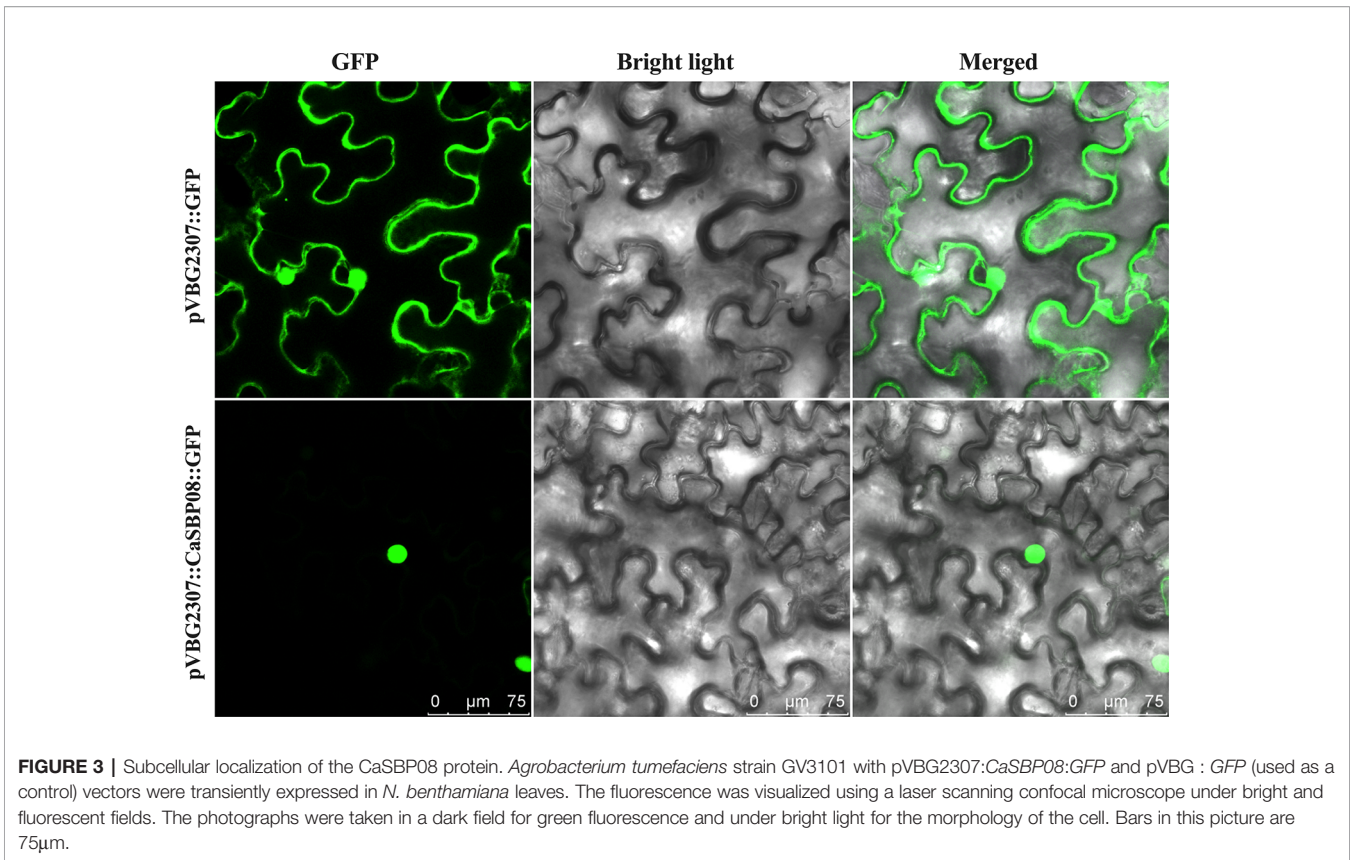 GFP Bright light Merged
pVBG2307::GFP
pVBG2307::CaSBP08::GFP
0 μm 75 0 μm 75 0 μm 75
FIGURE 3 | Subcellular localization of the CaSBP08 protein. Agrobacterium tumefaciens strain GV3101 with pVBG2307:CaSBP08:GFP and pVBG : GFP (used as a
control) vectors were transiently expressed in N. benthamiana leaves. The fluorescence was visualized using a laser scanning confocal microscope under bright and
fluorescent fields. The photographs were taken in a dark field for green fluorescence and under bright light for the morphology of the cell. Bars in this picture are
75μm.